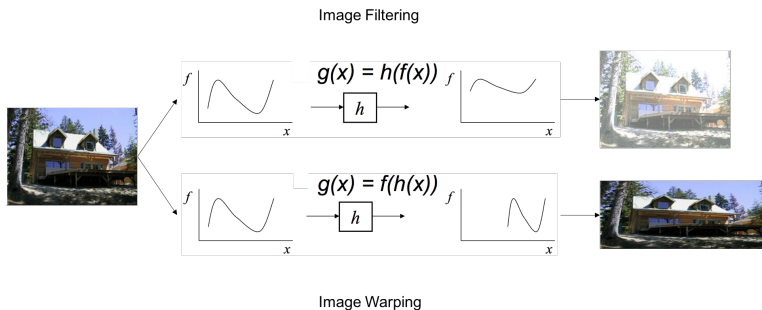 Image Filtering
g(x) = h(f(x))
f
h
f
x
x
g(x) = f(h(x))
f
h
f
x
x
Image Warping